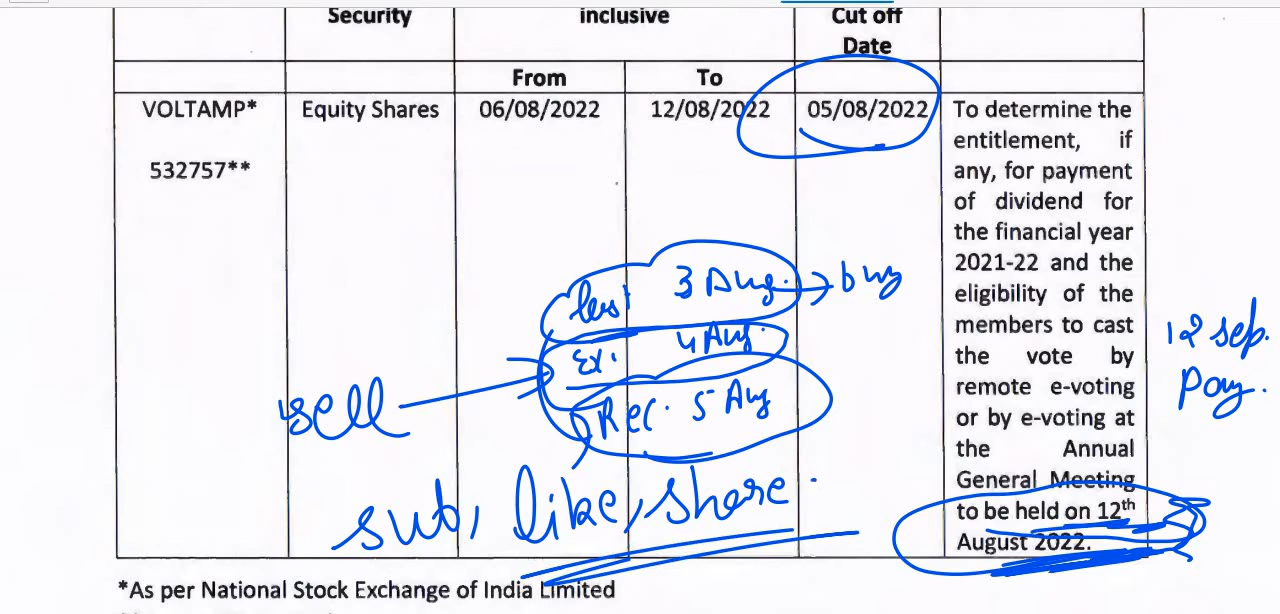 Security inclusive Cut off
Date
From To
VOLTAMP* Equity Shares 06/08/2022 12/08/2022 05/08/2022 To determine the
entitlement, if
532757** any, for payment
of dividend for
the financial year
2021-22 and the
eligibility of the
members to cast
the vote by
remote e-voting
or by e-voting at
the Annual
General Meeting
to be held on 12th
August 2022.
3 Aug. buy
Ex. 4 Aug.
sell
Rec. 5 Aug
12 sep.
pay.
sub, like, share.
*As per National Stock Exchange of India Limited